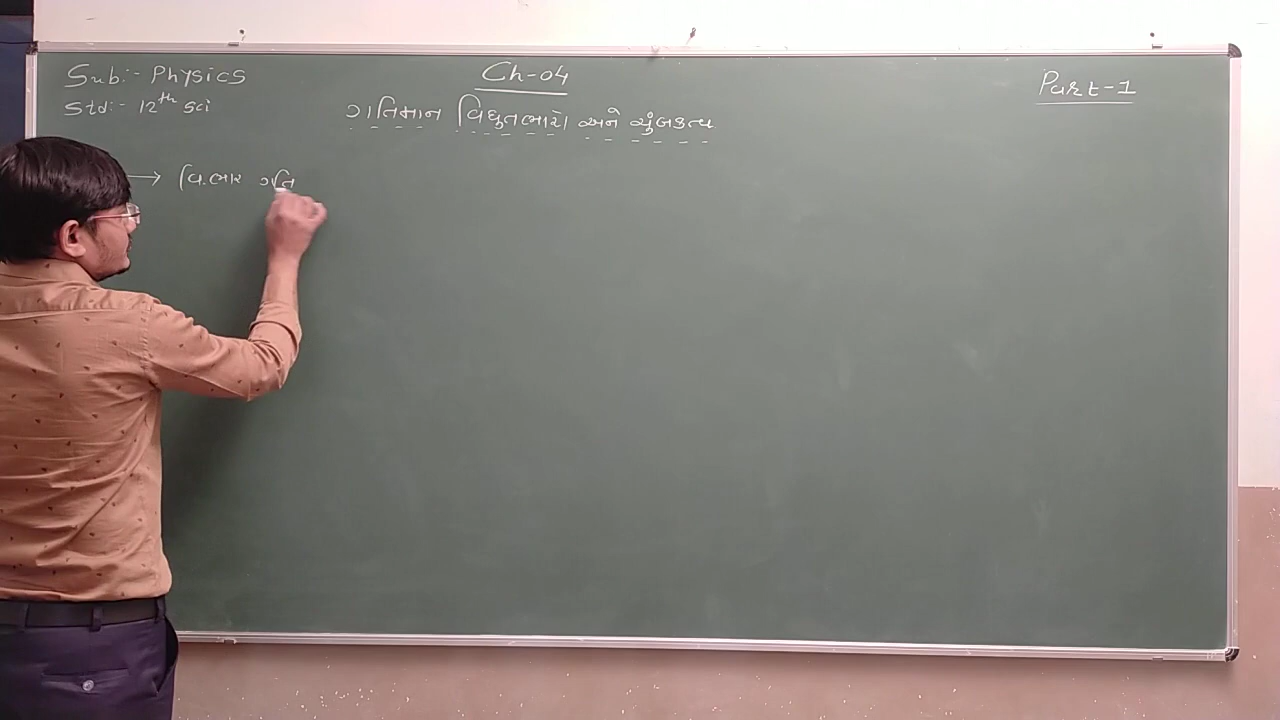 Sub:- Physics
Std:- 12th Sci
Ch-04
Part-1
ગતિમાન વિદ્યુતભારો અને ચુંબકત્વ
→ વિ.ભાર ગતિ